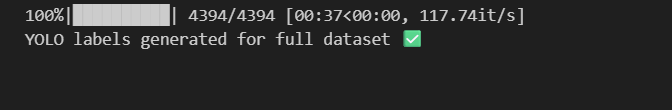 100%|██████████| 4394/4394 [00:37<00:00, 117.74it/s]
YOLO labels generated for full dataset ✅